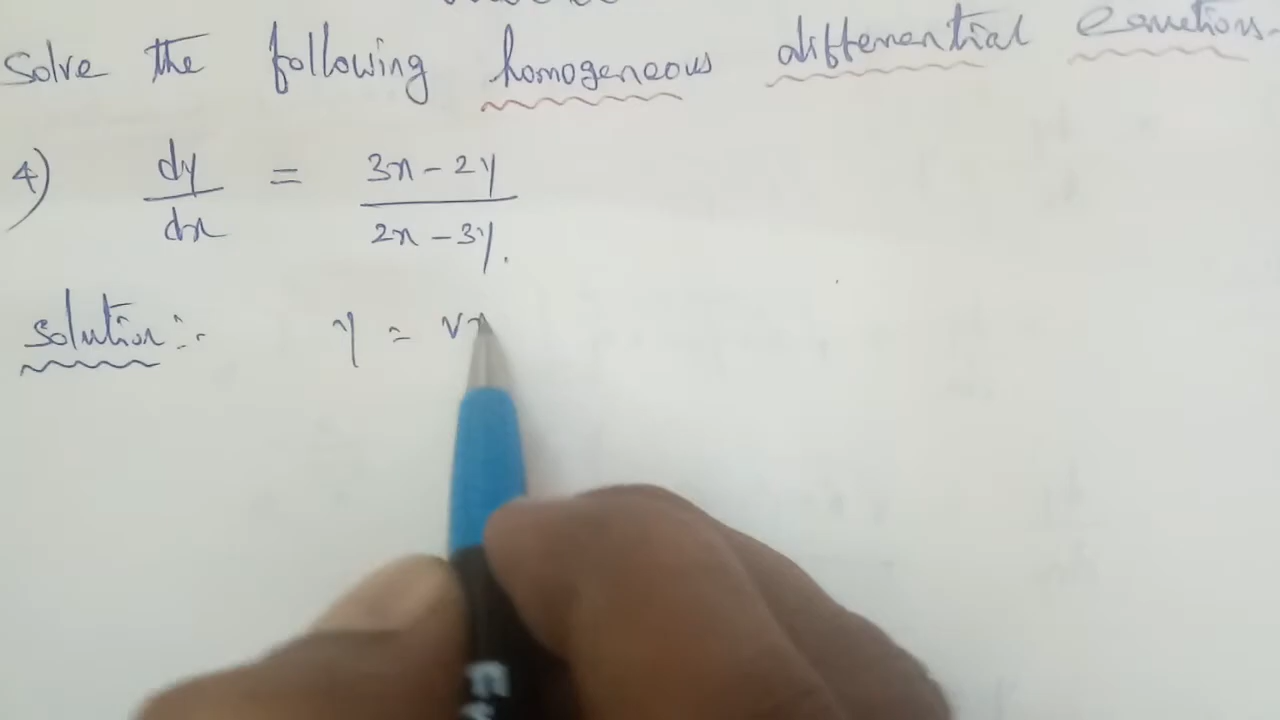 Solve the following homogeneous differential equations.
4) dy/dx = 3x - 2y / 2x - 3y.
Solution:- y = vx